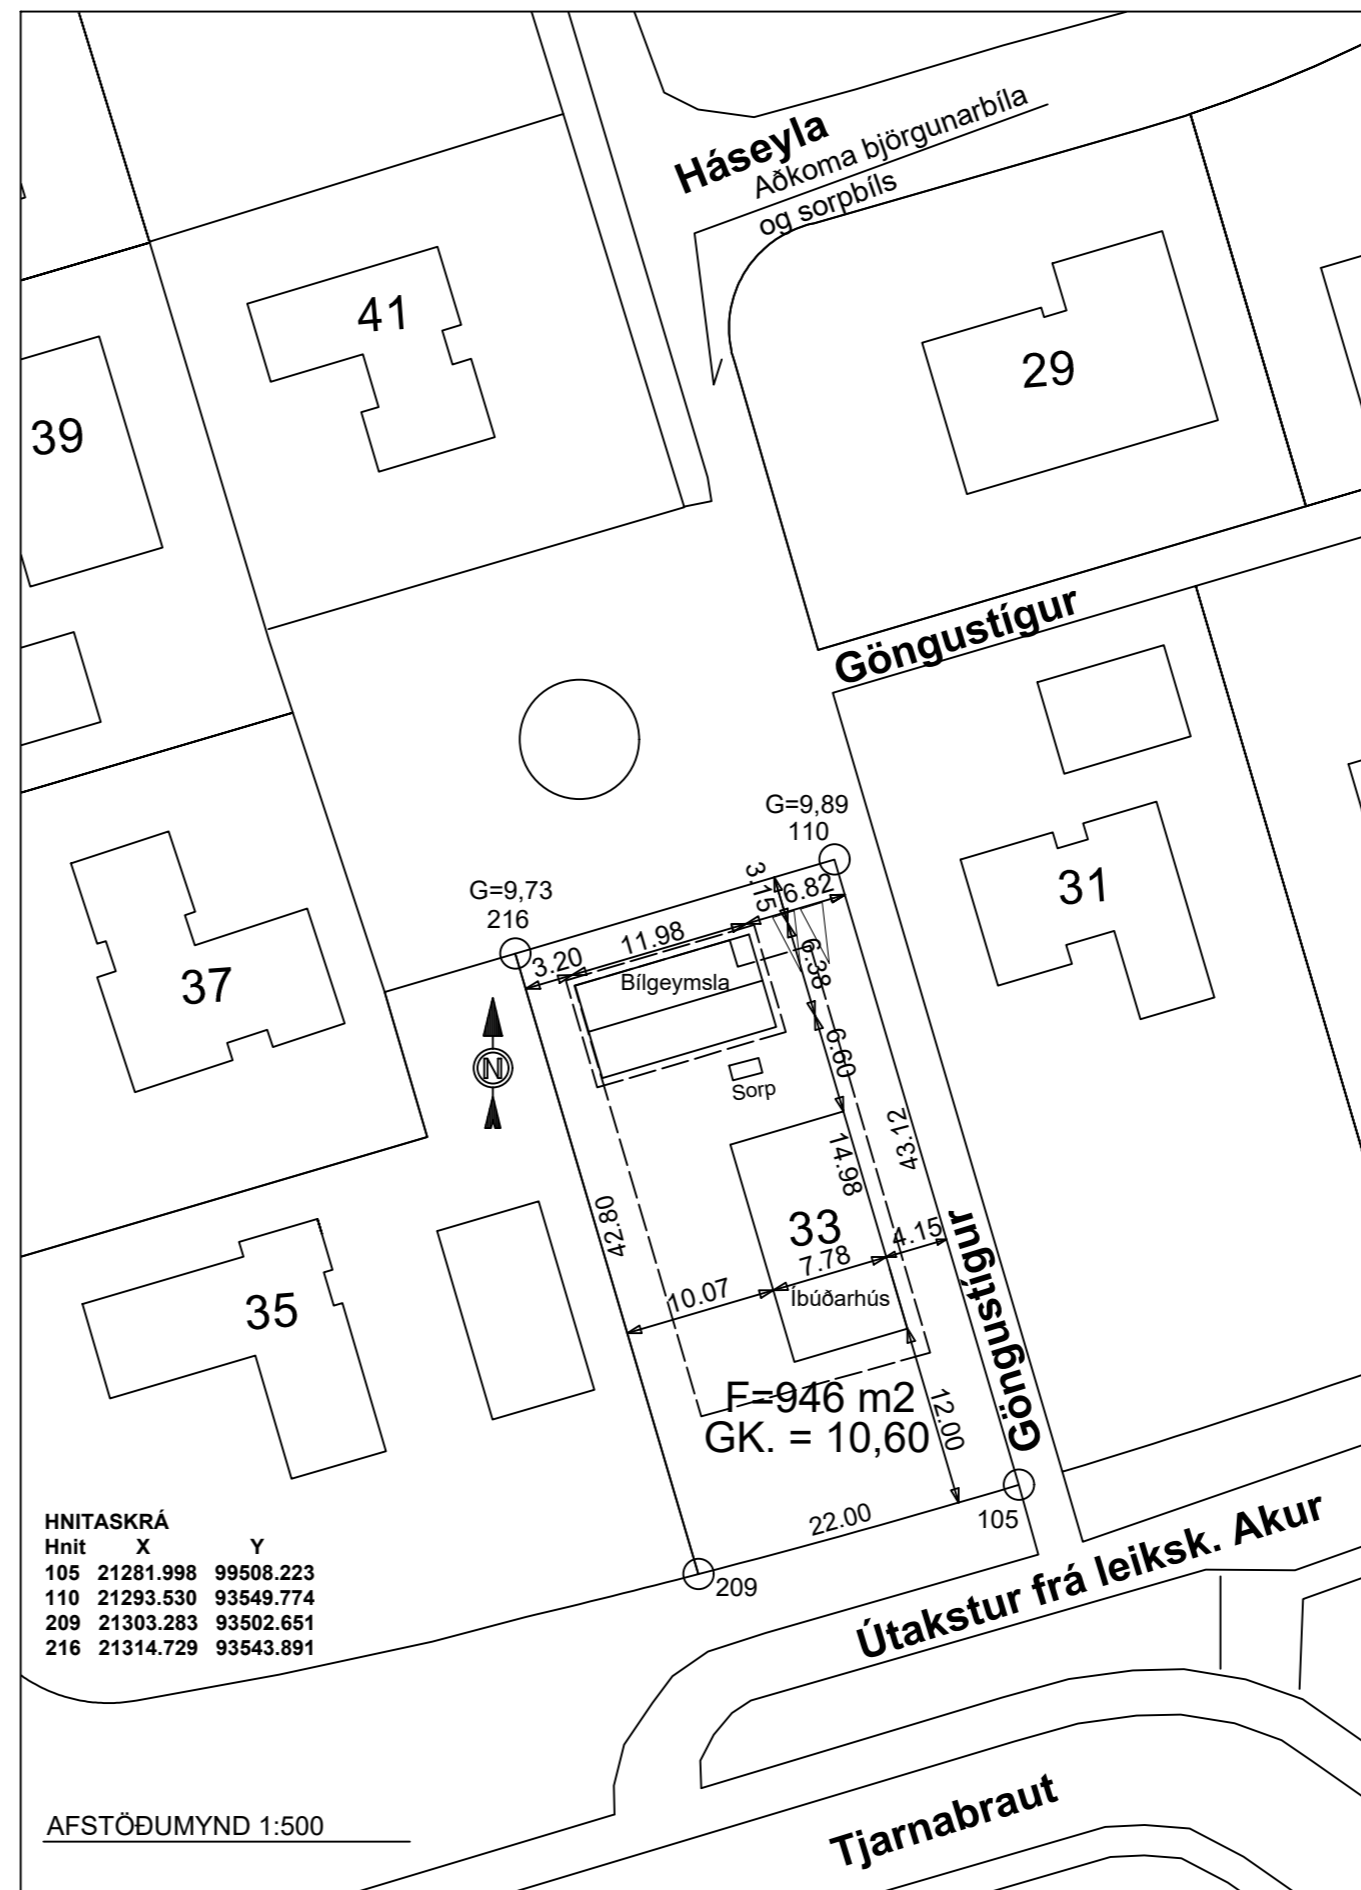 Háseyla
Aðkoma björgunarbíla
og sorpbíls
41
29
39
Göngustígur
G=9,89
110
31
G=9,73
216
3.15
6.82
11.98
3.20
6.38
Bílgeymsla
37
N
6.60
Sorp
43.12
14.98
42.80
33
4.15
7.78
10.07
Íbúðarhús
35
Göngustígur
F=946 m2
GK. = 10,60
12.00
22.00
105
209
Útakstur frá leiksk. Akur
HNITASKRÁ
Hnit X Y
105 21281.998 99508.223
110 21293.530 93549.774
209 21303.283 93502.651
216 21314.729 93543.891
Tjarnabraut
AFSTÖÐUMYND 1:500